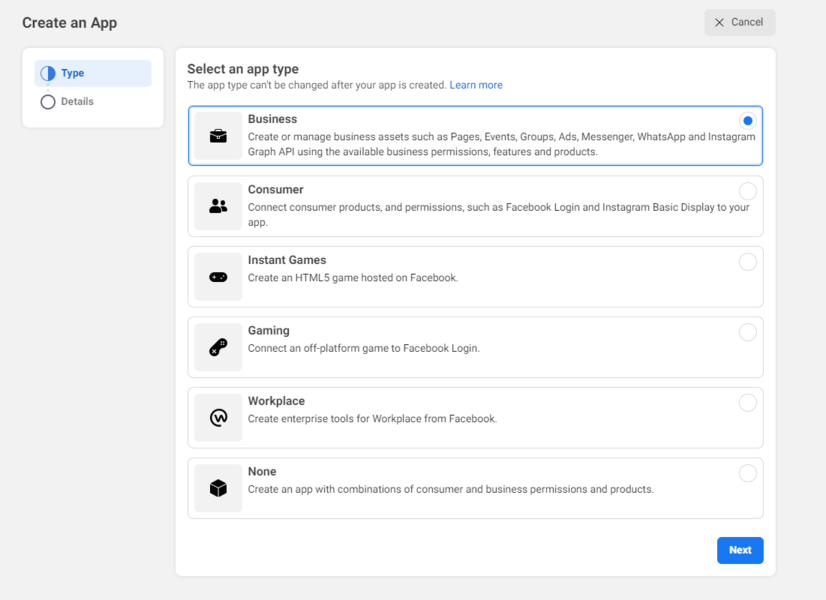 Create an App
Cancel
Type
Details
Select an app type
The app type can't be changed after your app is created. Learn more
Business
Create or manage business assets such as Pages, Events, Groups, Ads, Messenger, WhatsApp and Instagram
Graph API using the available business permissions, features and products.
Consumer
Connect consumer products, and permissions, such as Facebook Login and Instagram Basic Display to your
app.
Instant Games
Create an HTML5 game hosted on Facebook.
Gaming
Connect an off-platform game to Facebook Login.
Workplace
Create enterprise tools for Workplace from Facebook.
None
Create an app with combinations of consumer and business permissions and products.
Next